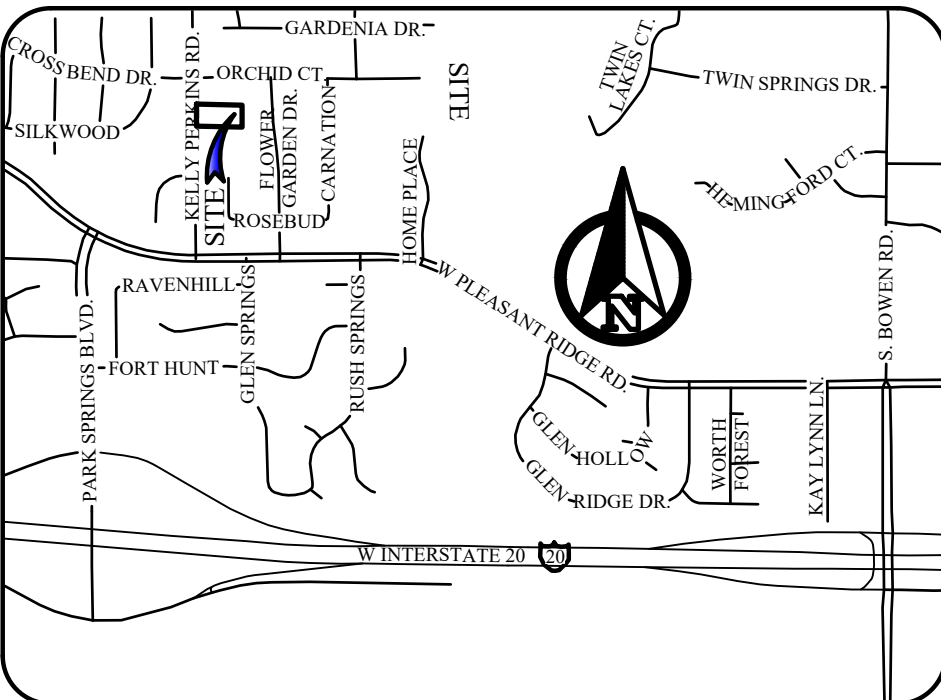 GARDENIA DR.
CROSS BEND DR.
ORCHID CT.
KELLY PERKINS RD.
SILKWOOD
FLOWER
GARDEN DR.
CARNATION
SITE
ROSEBUD
HOME PLACE
SITE
TWIN
LAKES CT.
TWIN SPRINGS DR.
HEMINGFORD CT.
N
S. BOWEN RD.
W PLEASANT RIDGE RD.
RAVENHILL
GLEN SPRINGS
RUSH SPRINGS
FORT HUNT
PARK SPRINGS BLVD.
GLEN HOLLOW
GLEN RIDGE DR.
WORTH
FOREST
KAY LYNN LN.
W INTERSTATE 20
20